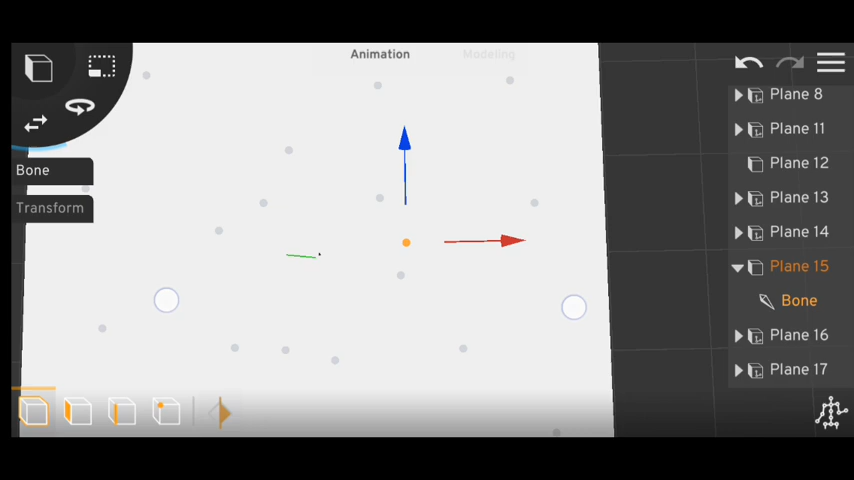 Animation
Modeling
Bone
Transform
Plane 8
Plane 11
Plane 12
Plane 13
Plane 14
Plane 15
Bone
Plane 16
Plane 17